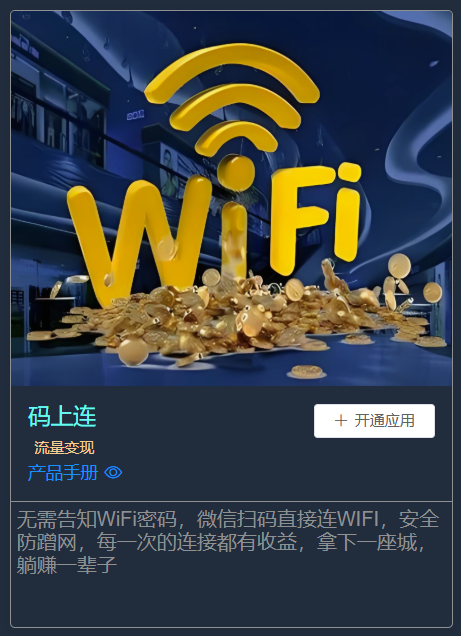 WiFi
码上连
+ 开通应用
流量变现
产品手册
无需告知WiFi密码，微信扫码直接连WIFI，安全
防蹭网，每一次的连接都有收益，拿下一座城，
躺赚一辈子